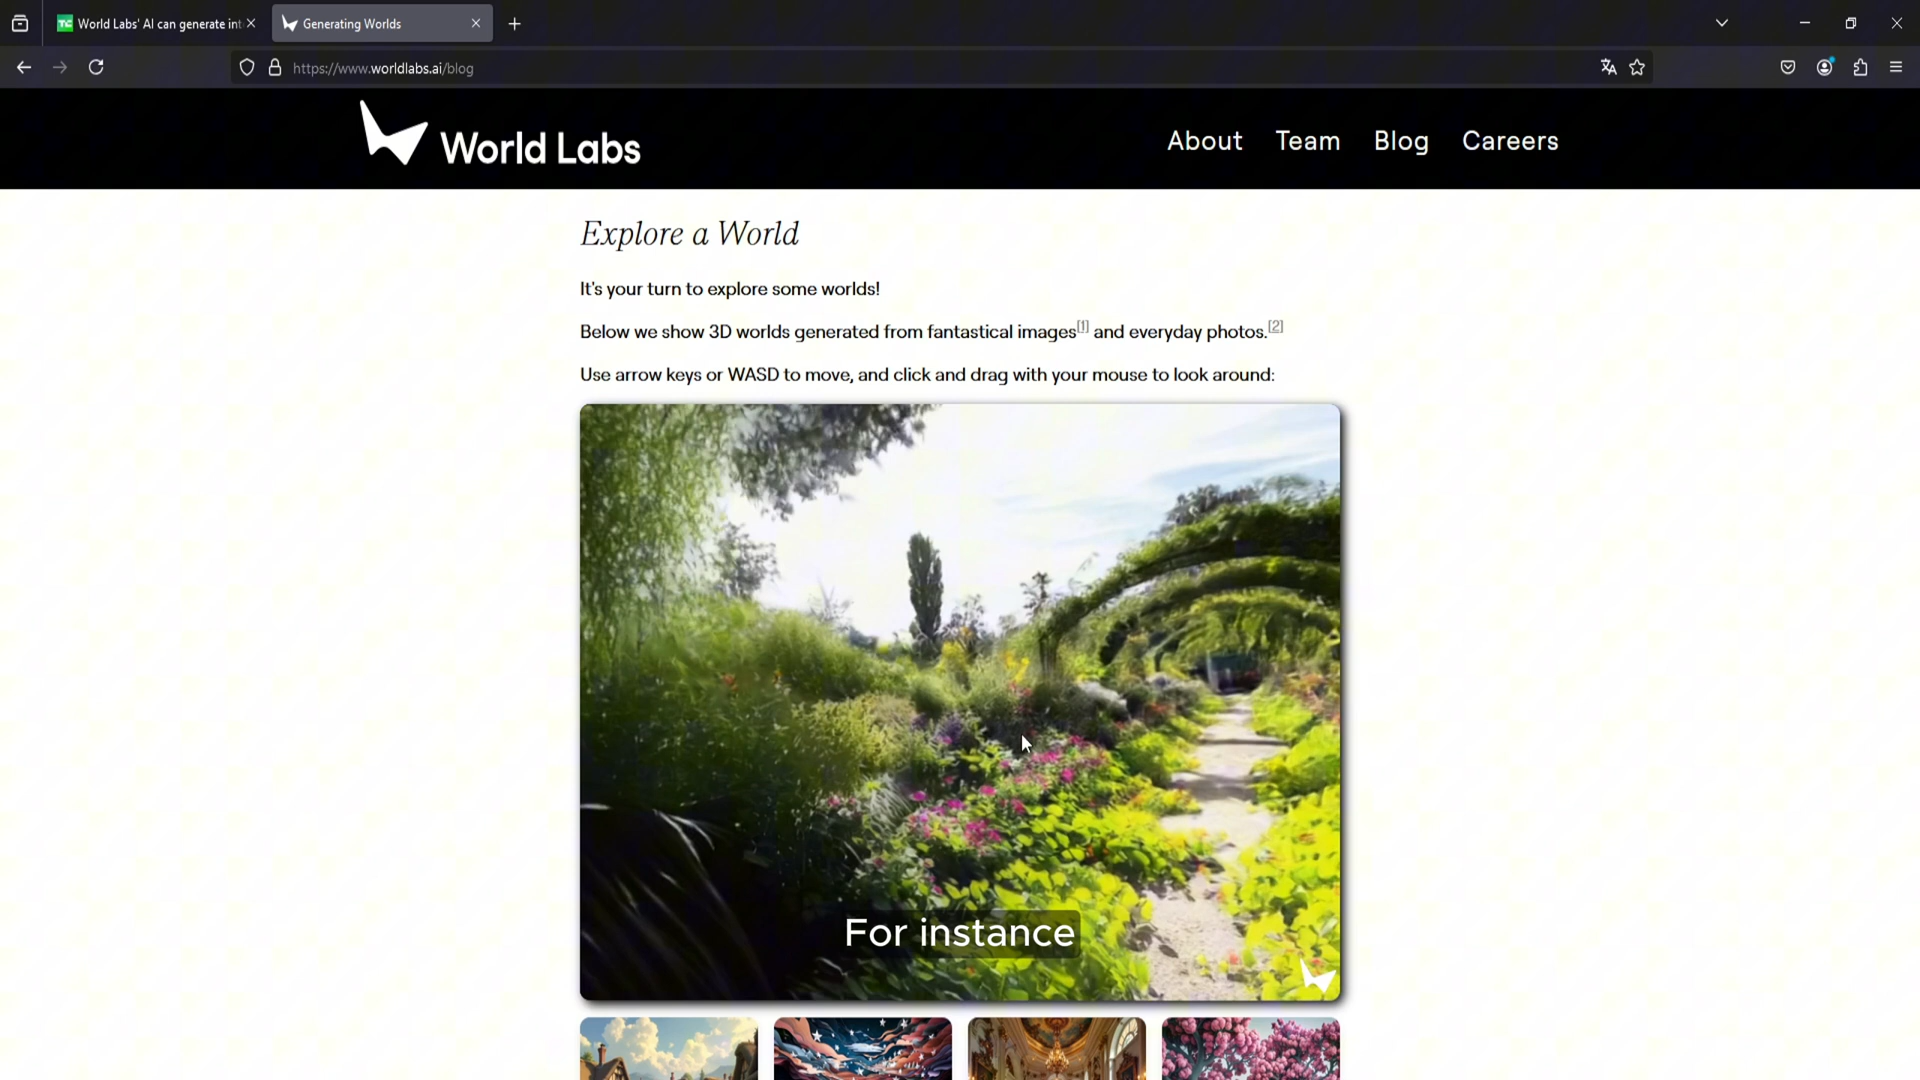 World Labs' AI can generate int
Generating Worlds
https://www.worldlabs.ai/blog
World Labs
About
Team
Blog
Careers
Explore a World
It's your turn to explore some worlds!
Below we show 3D worlds generated from fantastical images[1] and everyday photos.[2]
Use arrow keys or WASD to move, and click and drag with your mouse to look around:
For instance